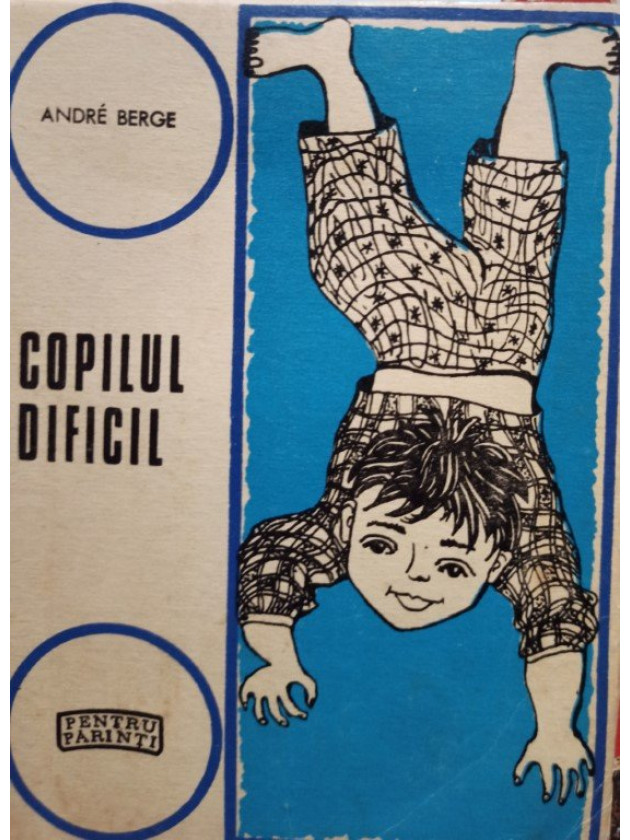 ANDRÉ BERGE
COPILUL
DIFICIL
PENTRU
PARINTI